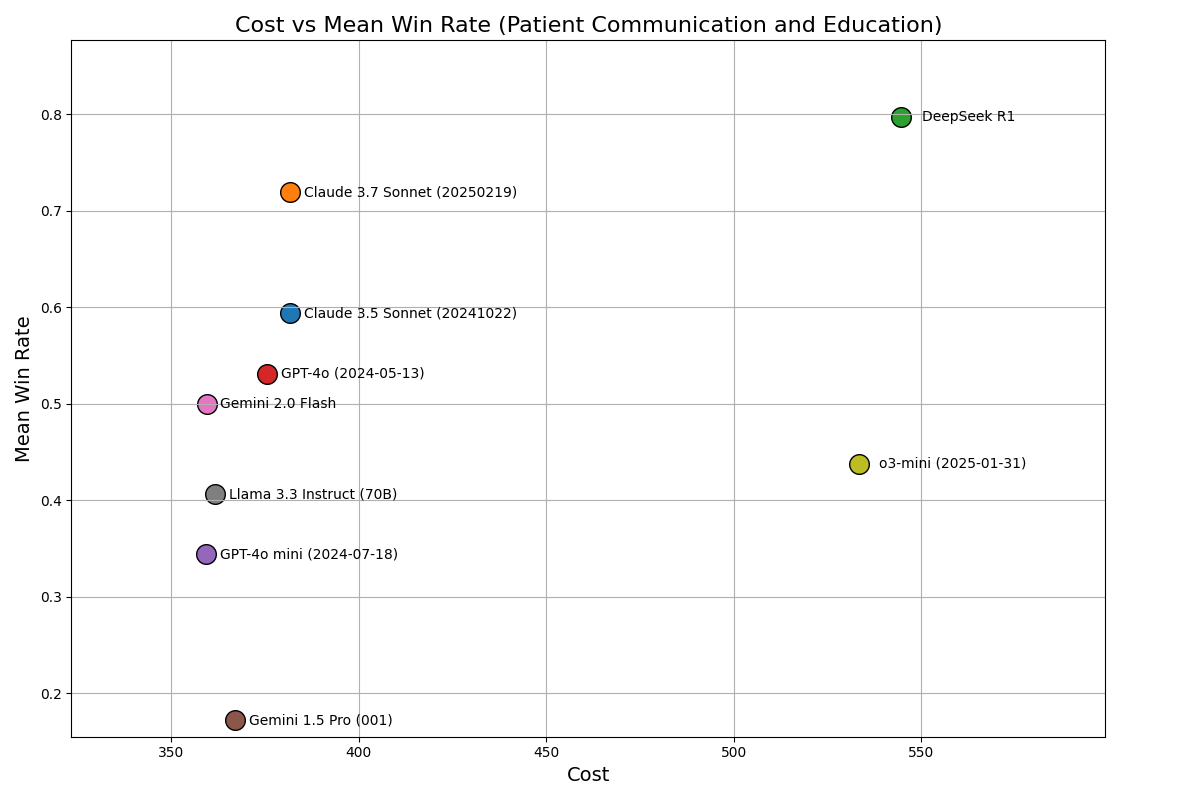 Cost vs Mean Win Rate (Patient Communication and Education)
Mean Win Rate
0.8
0.7
0.6
0.5
0.4
0.3
0.2
DeepSeek R1
Claude 3.7 Sonnet (20250219)
Claude 3.5 Sonnet (20241022)
GPT-4o (2024-05-13)
Gemini 2.0 Flash
o3-mini (2025-01-31)
Llama 3.3 Instruct (70B)
GPT-4o mini (2024-07-18)
Gemini 1.5 Pro (001)
350 400 450 500 550
Cost